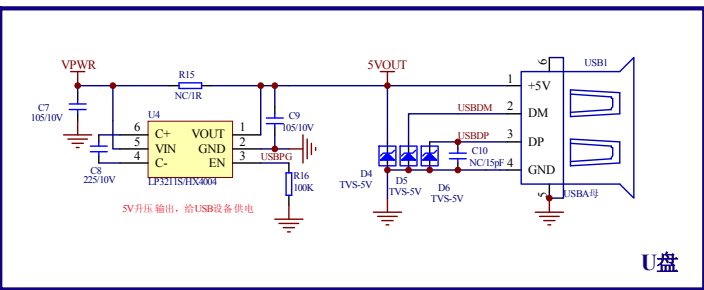 VPWR
R15
NC/1R
5VOUT
C7
105/10V
U4
C9
105/10V
6 C+ VOUT 1
5 VIN GND 2
4 C- EN 3
USBPG
LP3211S/HX4004
C8
225/10V
R16
100K
5V升压输出，给USB设备供电
USBDM
USBDP
C10
NC/15pF
D4
TVS-5V
D5
TVS-5V
D6
TVS-5V
USB1
6
1 +5V
2 DM
3 DP
4 GND
5
USBA母
U盘